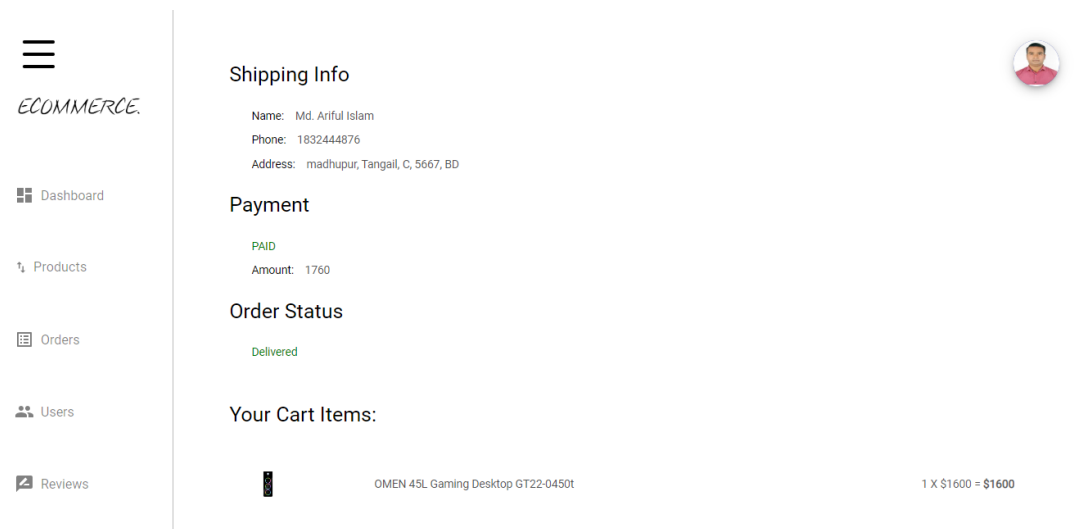 ECOMMERCE.
Dashboard
Products
Orders
Users
Reviews
Shipping Info
Name: Md. Ariful Islam
Phone: 1832444876
Address: madhupur, Tangail, C, 5667, BD
Payment
PAID
Amount: 1760
Order Status
Delivered
Your Cart Items:
OMEN 45L Gaming Desktop GT22-0450t 1 X $1600 = $1600